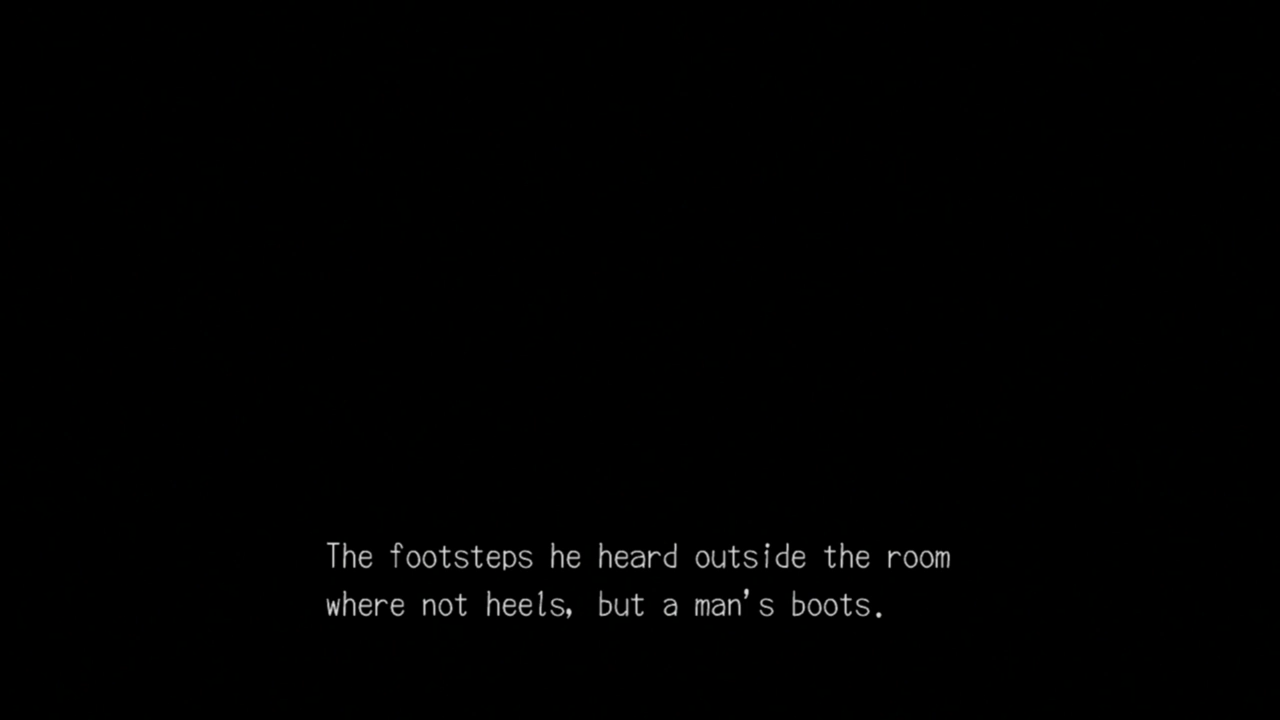 The footsteps he heard outside the room
where not heels, but a man's boots.